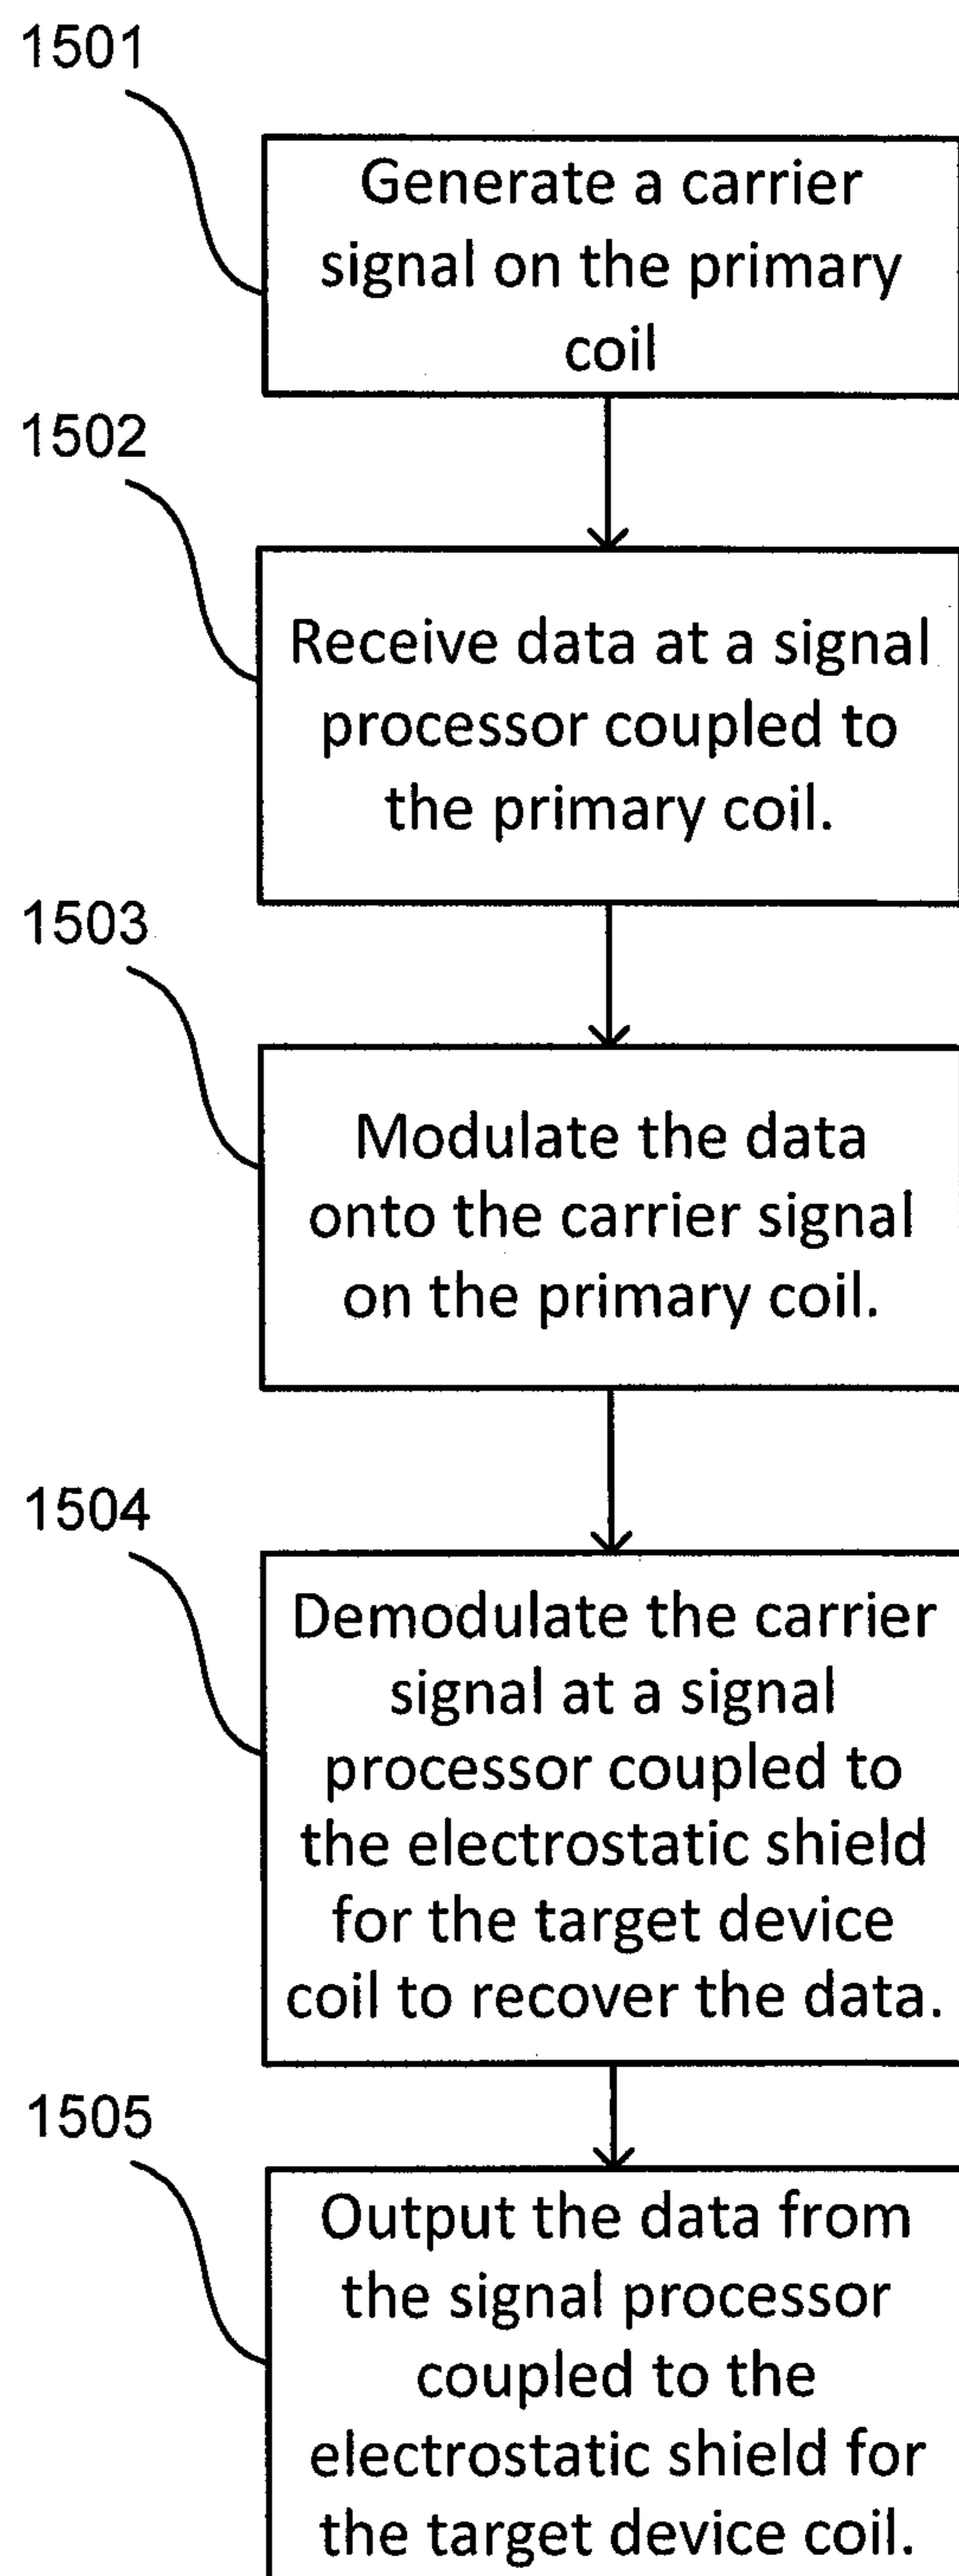 1501
Generate a carrier
signal on the primary
coil
1502
Receive data at a signal
processor coupled to
the primary coil.
1503
Modulate the data
onto the carrier signal
on the primary coil.
1504
Demodulate the carrier
signal at a signal
processor coupled to
the electrostatic shield
for the target device
coil to recover the data.
1505
Output the data from
the signal processor
coupled to the
electrostatic shield for
the target device coil.